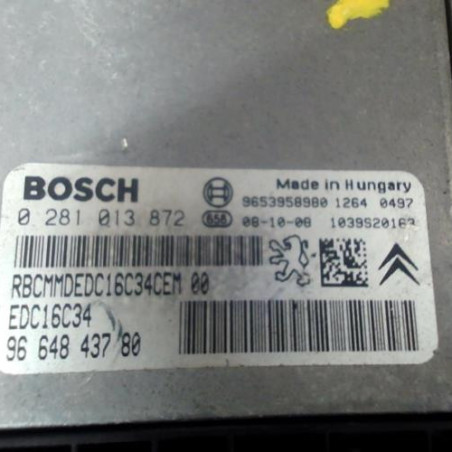 BOSCH
Made in Hungary
9653958980 1264 0497
0 281 013 872
658 08-10-08 1039S20163
RBCMMDEDC16C34CEM 00
EDC16C34
96 648 437 80